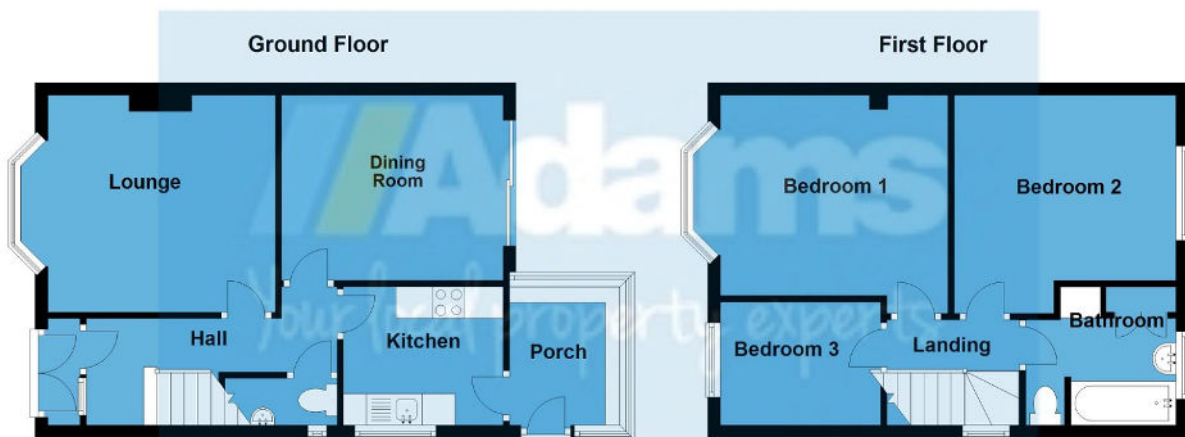 Ground Floor
First Floor
Adams
Your local property experts
Lounge
Dining
Room
Hall
Kitchen
Porch
Bedroom 1
Bedroom 2
Bedroom 3
Landing
Bathroom